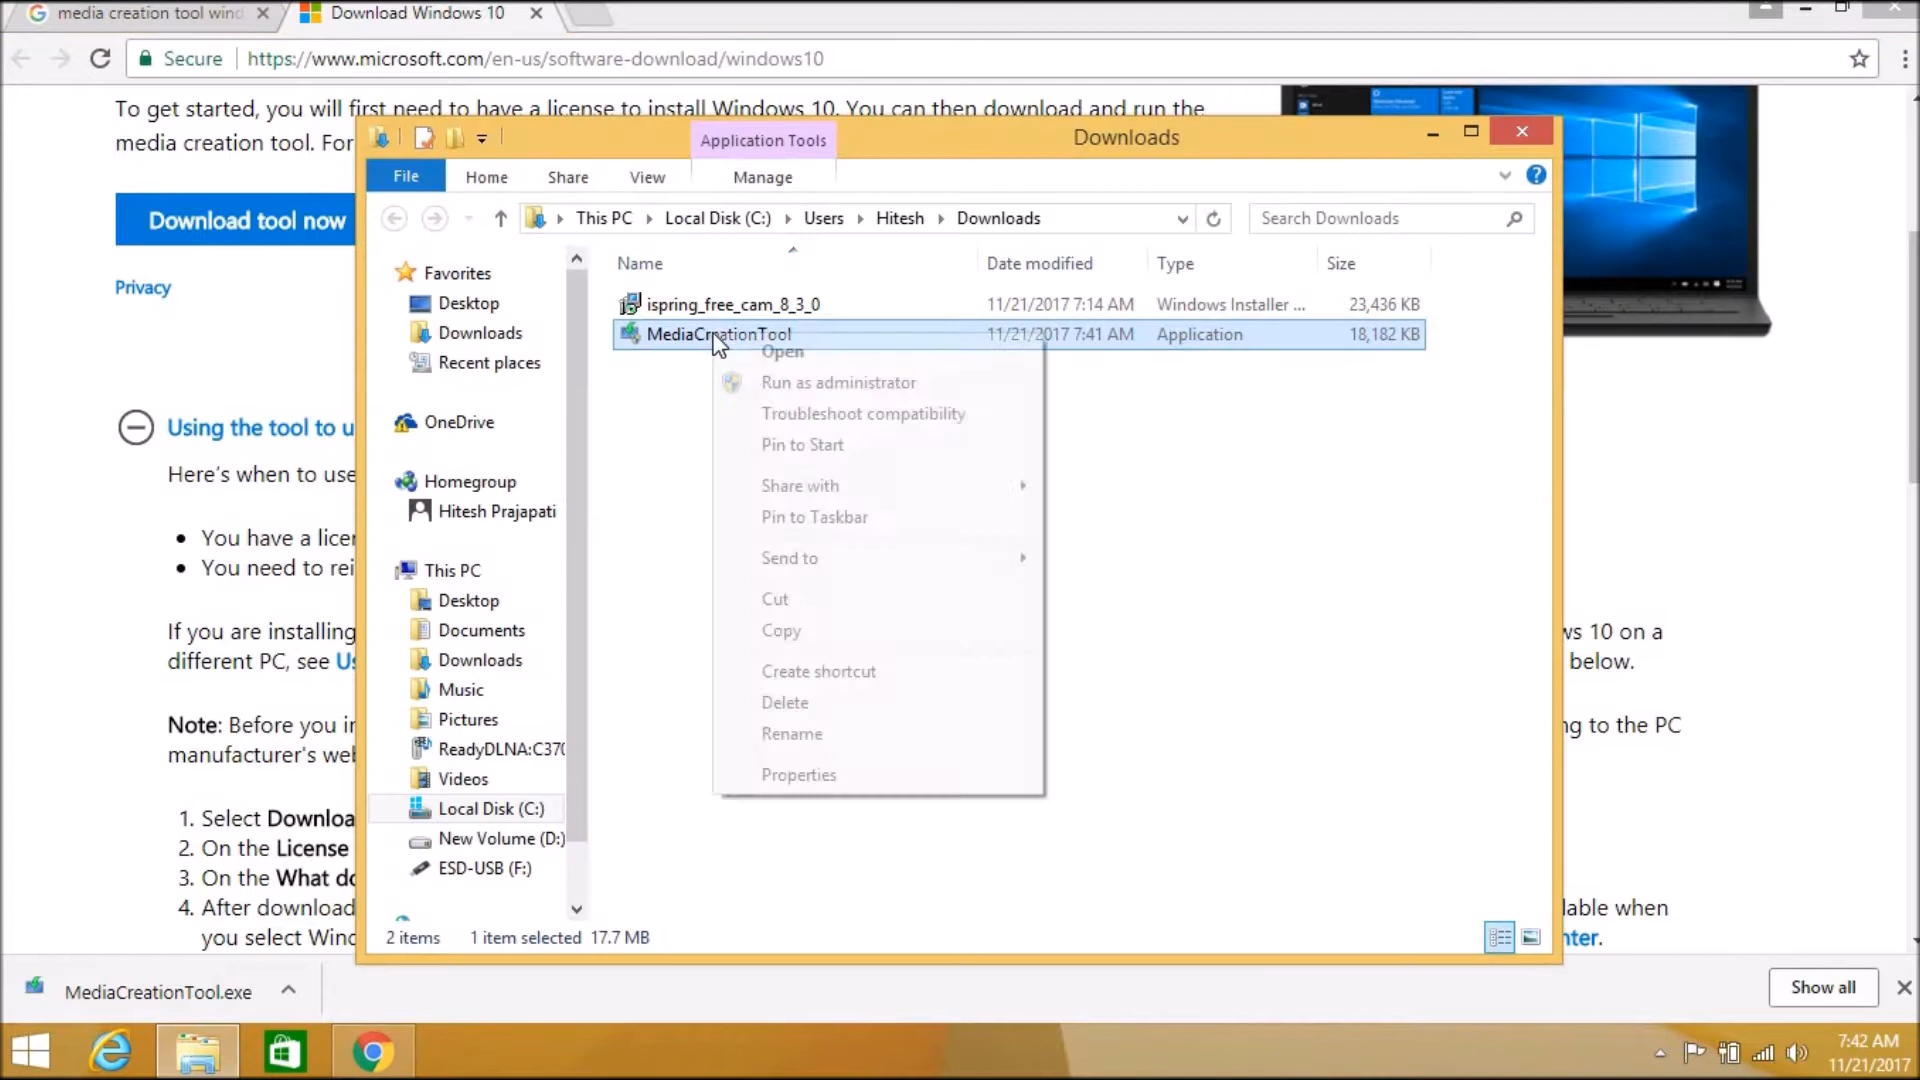 media creation tool wind
Download Windows 10
Secure
https://www.microsoft.com/en-us/software-download/windows10
To get started, you will first need to have a license to install Windows 10. You can then download and run the
media creation tool. For
Download tool now
Privacy
Using the tool to u
Here's when to use
You have a licen
You need to rei
If you are installing
different PC, see Us
ws 10 on a
below.
Note: Before you in
manufacturer's web
ng to the PC
1. Select Downloa
2. On the License
3. On the What do
4. After download
you select Wind
lable when
nter.
Application Tools
Downloads
File
Home
Share
View
Manage
This PC
Local Disk (C:)
Users
Hitesh
Downloads
Search Downloads
Favorites
Desktop
Downloads
Recent places
OneDrive
Homegroup
Hitesh Prajapati
This PC
Desktop
Documents
Downloads
Music
Pictures
ReadyDLNA:C370
Videos
Local Disk (C:)
New Volume (D:)
ESD-USB (F:)
Name Date modified Type Size
ispring_free_cam_8_3_0 11/21/2017 7:14 AM Windows Installer ... 23,436 KB
MediaCreationTool 11/21/2017 7:41 AM Application 18,182 KB
Open
Run as administrator
Troubleshoot compatibility
Pin to Start
Share with
Pin to Taskbar
Send to
Cut
Copy
Create shortcut
Delete
Rename
Properties
2 items 1 item selected 17.7 MB
MediaCreationTool.exe
Show all
7:42 AM
11/21/2017